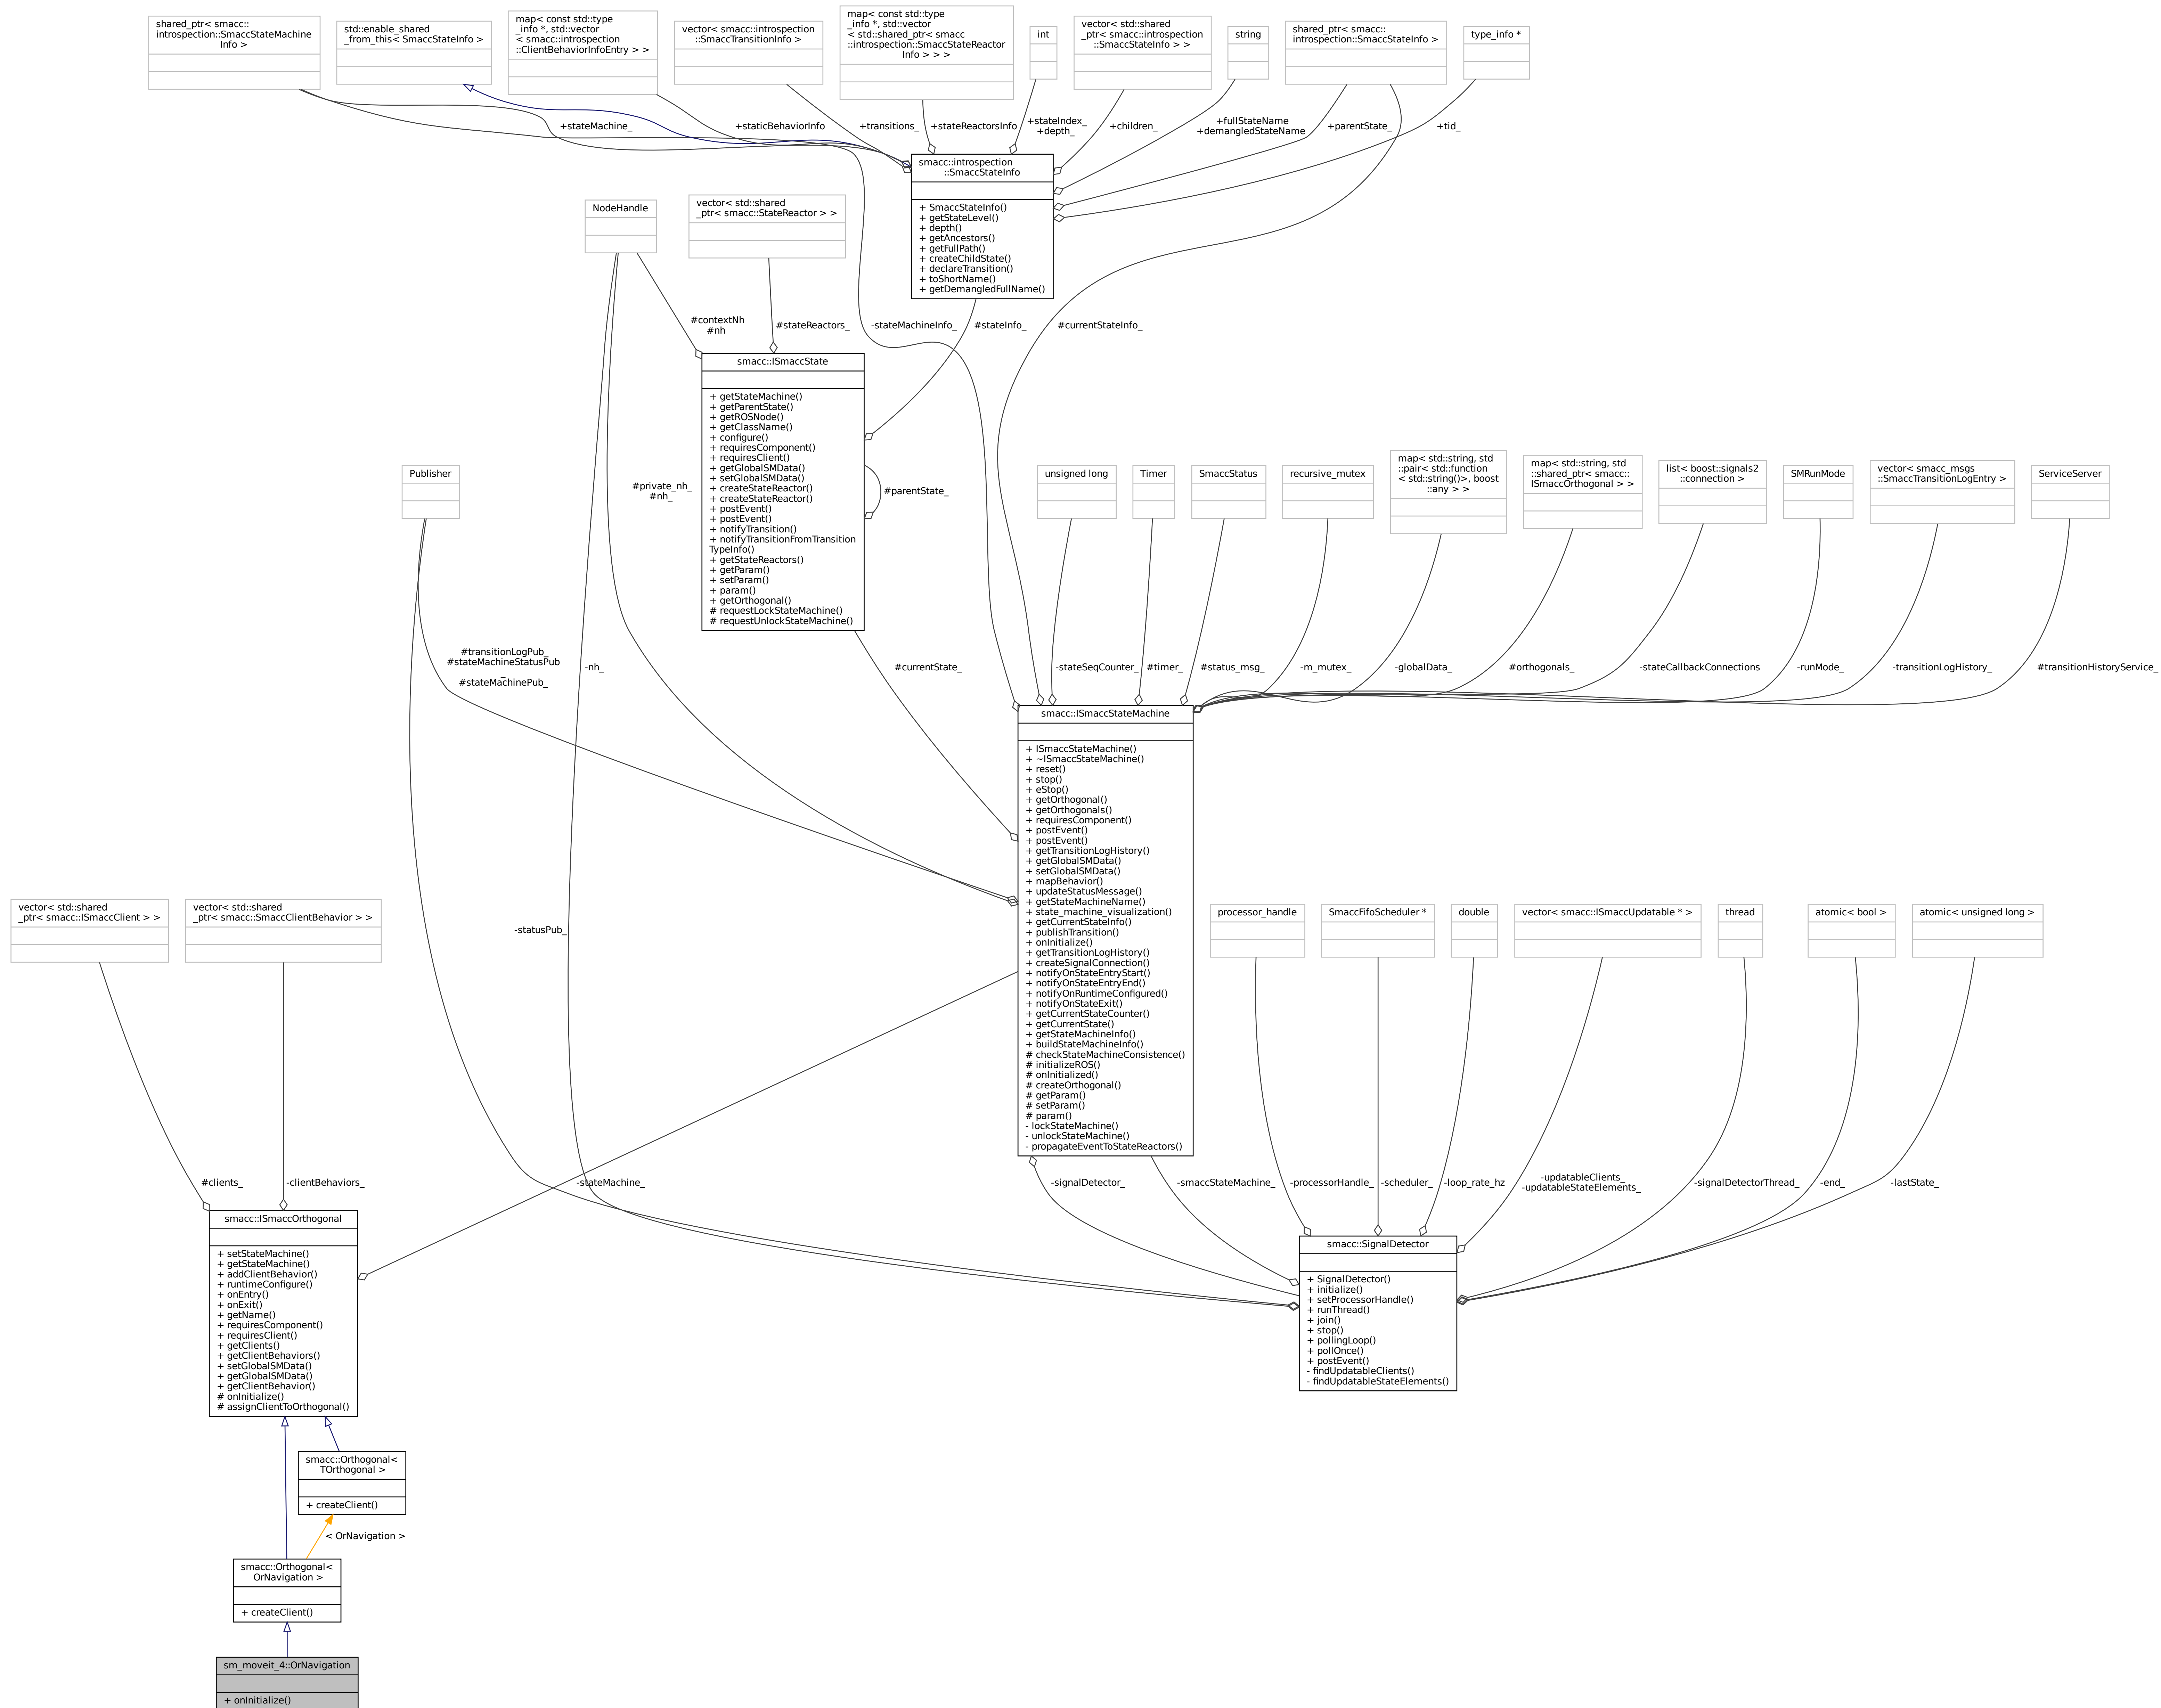 shared_ptr< smacc::
introspection::SmaccStateMachine
Info >
std::enable_shared
_from_this< SmaccStateInfo >
map< const std::type
_info *, std::vector
< smacc::introspection
::ClientBehaviorInfoEntry > >
vector< smacc::introspection
::SmaccTransitionInfo >
map< const std::type
_info *, std::vector
< std::shared_ptr< smacc
::introspection::SmaccStateReactor
Info > > >
int
vector< std::shared
_ptr< smacc::introspection
::SmaccStateInfo > >
string
shared_ptr< smacc::
introspection::SmaccStateInfo >
type_info *
+stateMachine_
+staticBehaviorInfo
+transitions_
+stateReactorsInfo
+stateIndex_
+depth_
+children_
+fullStateName
+demangledStateName
+parentState_
+tid_
smacc::introspection
::SmaccStateInfo
+ SmaccStateInfo()
+ getStateLevel()
+ depth()
+ getAncestors()
+ getFullPath()
+ createChildState()
+ declareTransition()
+ toShortName()
+ getDemangledFullName()
NodeHandle
vector< std::shared
_ptr< smacc::StateReactor > >
#contextNh
#nh
#stateReactors_
-stateMachineInfo_
#stateInfo_
#currentStateInfo_
smacc::ISmaccState
+ getStateMachine()
+ getParentState()
+ getROSNode()
+ getClassName()
+ configure()
+ requiresComponent()
+ requiresClient()
+ getGlobalSMData()
+ setGlobalSMData()
+ createStateReactor()
+ createStateReactor()
+ postEvent()
+ postEvent()
+ notifyTransition()
+ notifyTransitionFromTransition
TypeInfo()
+ getStateReactors()
+ getParam()
+ setParam()
+ param()
+ getOrthogonal()
# requestLockStateMachine()
# requestUnlockStateMachine()
#parentState_
#private_nh_
#nh_
Publisher
unsigned long
Timer
SmaccStatus
recursive_mutex
map< std::string, std
::pair< std::function
< std::string()>, boost
::any > >
map< std::string, std
::shared_ptr< smacc::
ISmaccOrthogonal > >
list< boost::signals2
::connection >
SMRunMode
vector< smacc_msgs
::SmaccTransitionLogEntry >
ServiceServer
#transitionLogPub_
#stateMachineStatusPub
_
#stateMachinePub_
-nh_
#currentState_
-stateSeqCounter_
#timer_
#status_msg_
-m_mutex_
-globalData_
#orthogonals_
-stateCallbackConnections
-runMode_
-transitionLogHistory_
#transitionHistoryService_
smacc::ISmaccStateMachine
+ ISmaccStateMachine()
+ ~ISmaccStateMachine()
+ reset()
+ stop()
+ eStop()
+ getOrthogonal()
+ getOrthogonals()
+ requiresComponent()
+ postEvent()
+ postEvent()
+ getTransitionLogHistory()
+ getGlobalSMData()
+ setGlobalSMData()
+ mapBehavior()
+ updateStatusMessage()
+ getStateMachineName()
+ state_machine_visualization()
+ getCurrentStateInfo()
+ publishTransition()
+ onInitialize()
+ getTransitionLogHistory()
+ createSignalConnection()
+ notifyOnStateEntryStart()
+ notifyOnStateEntryEnd()
+ notifyOnRuntimeConfigured()
+ notifyOnStateExit()
+ getCurrentStateCounter()
+ getCurrentState()
+ getStateMachineInfo()
+ buildStateMachineInfo()
# checkStateMachineConsistence()
# initializeROS()
# onInitialized()
# createOrthogonal()
# getParam()
# setParam()
# param()
- lockStateMachine()
- unlockStateMachine()
- propagateEventToStateReactors()
vector< std::shared
_ptr< smacc::ISmaccClient > >
vector< std::shared
_ptr< smacc::SmaccClientBehavior > >
-statusPub_
processor_handle
SmaccFifoScheduler *
double
vector< smacc::ISmaccUpdatable * >
thread
atomic< bool >
atomic< unsigned long >
#clients_
-clientBehaviors_
-stateMachine_
-signalDetector_
-smaccStateMachine_
-processorHandle_
-scheduler_
-loop_rate_hz
-updatableClients_
-updatableStateElements_
-signalDetectorThread_
-end_
-lastState_
smacc::ISmaccOrthogonal
+ setStateMachine()
+ getStateMachine()
+ addClientBehavior()
+ runtimeConfigure()
+ onEntry()
+ onExit()
+ getName()
+ requiresComponent()
+ requiresClient()
+ getClients()
+ getClientBehaviors()
+ setGlobalSMData()
+ getGlobalSMData()
+ getClientBehavior()
# onInitialize()
# assignClientToOrthogonal()
smacc::SignalDetector
+ SignalDetector()
+ initialize()
+ setProcessorHandle()
+ runThread()
+ join()
+ stop()
+ pollingLoop()
+ pollOnce()
+ postEvent()
- findUpdatableClients()
- findUpdatableStateElements()
smacc::Orthogonal<
TOrthogonal >
+ createClient()
< OrNavigation >
smacc::Orthogonal<
OrNavigation >
+ createClient()
sm_moveit_4::OrNavigation
+ onInitialize()